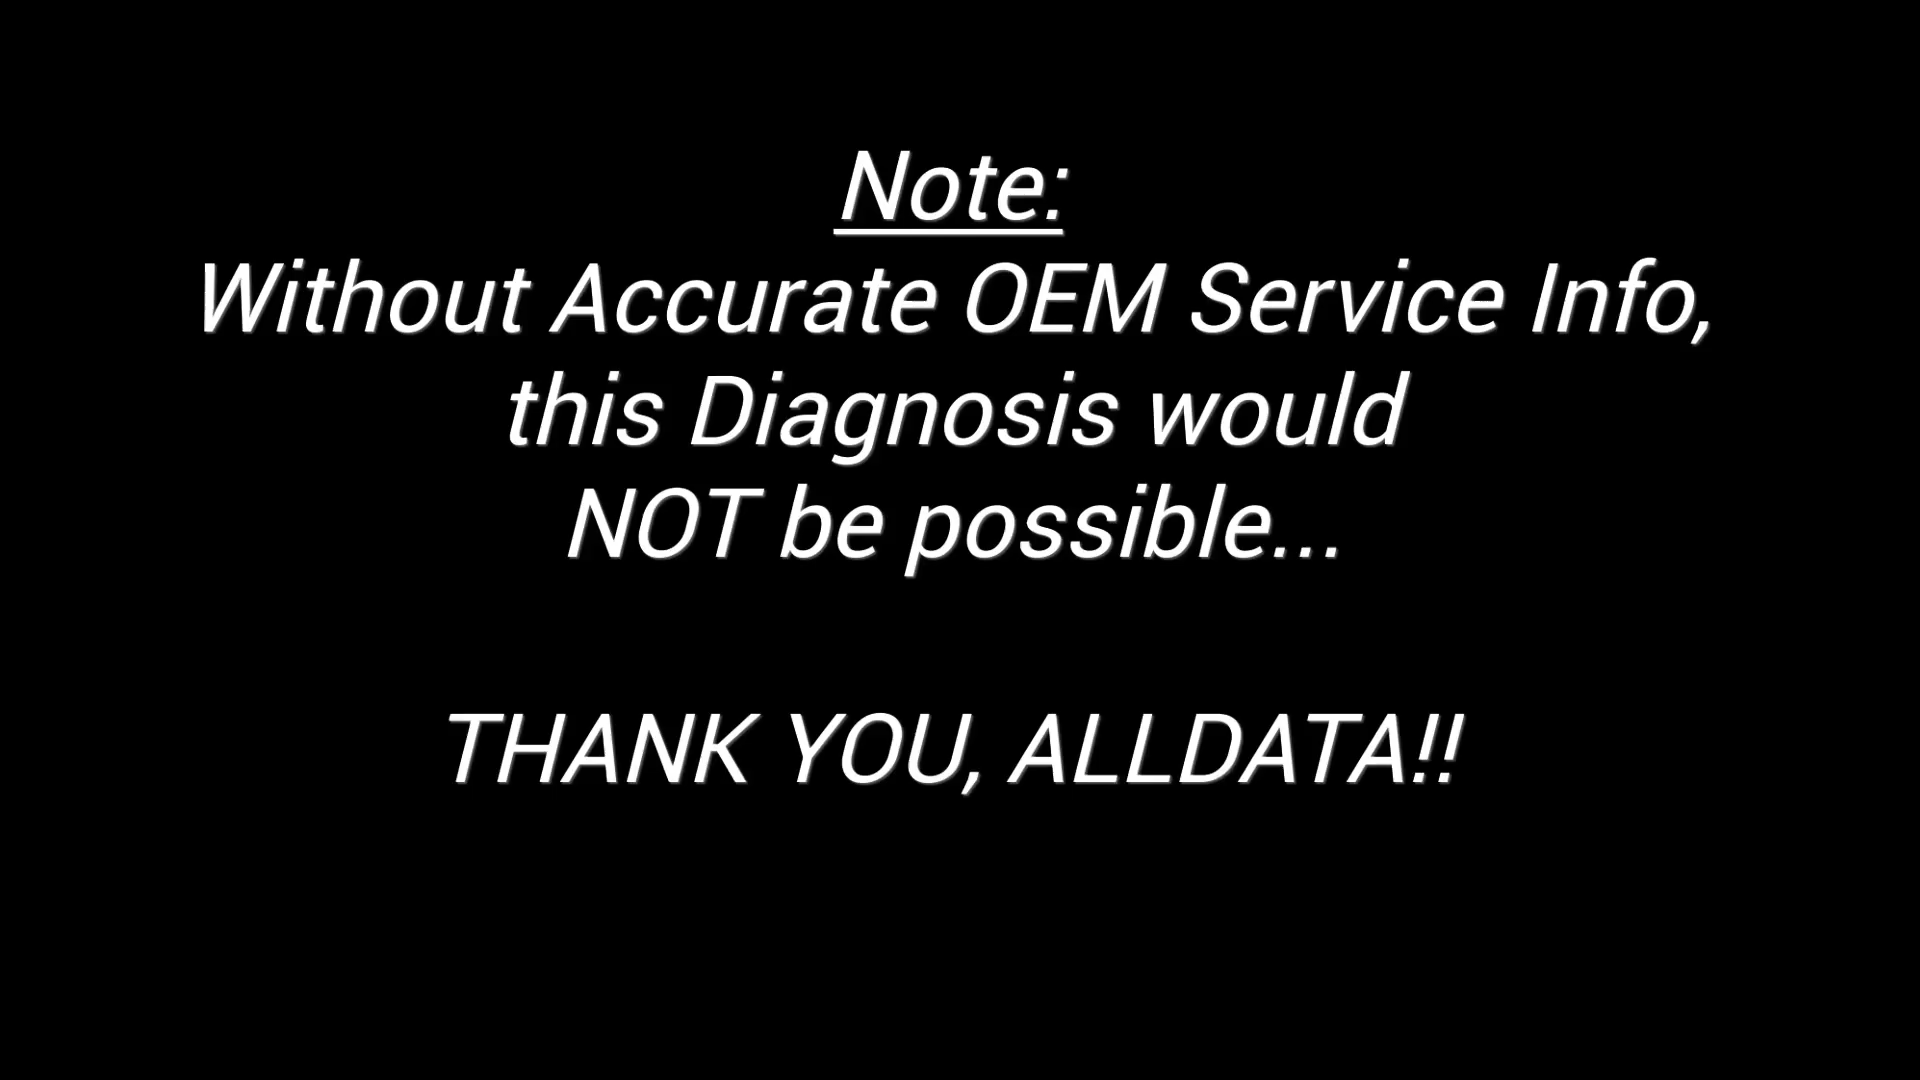 Note:
Without Accurate OEM Service Info,
this Diagnosis would
NOT be possible...
THANK YOU, ALLDATA!!